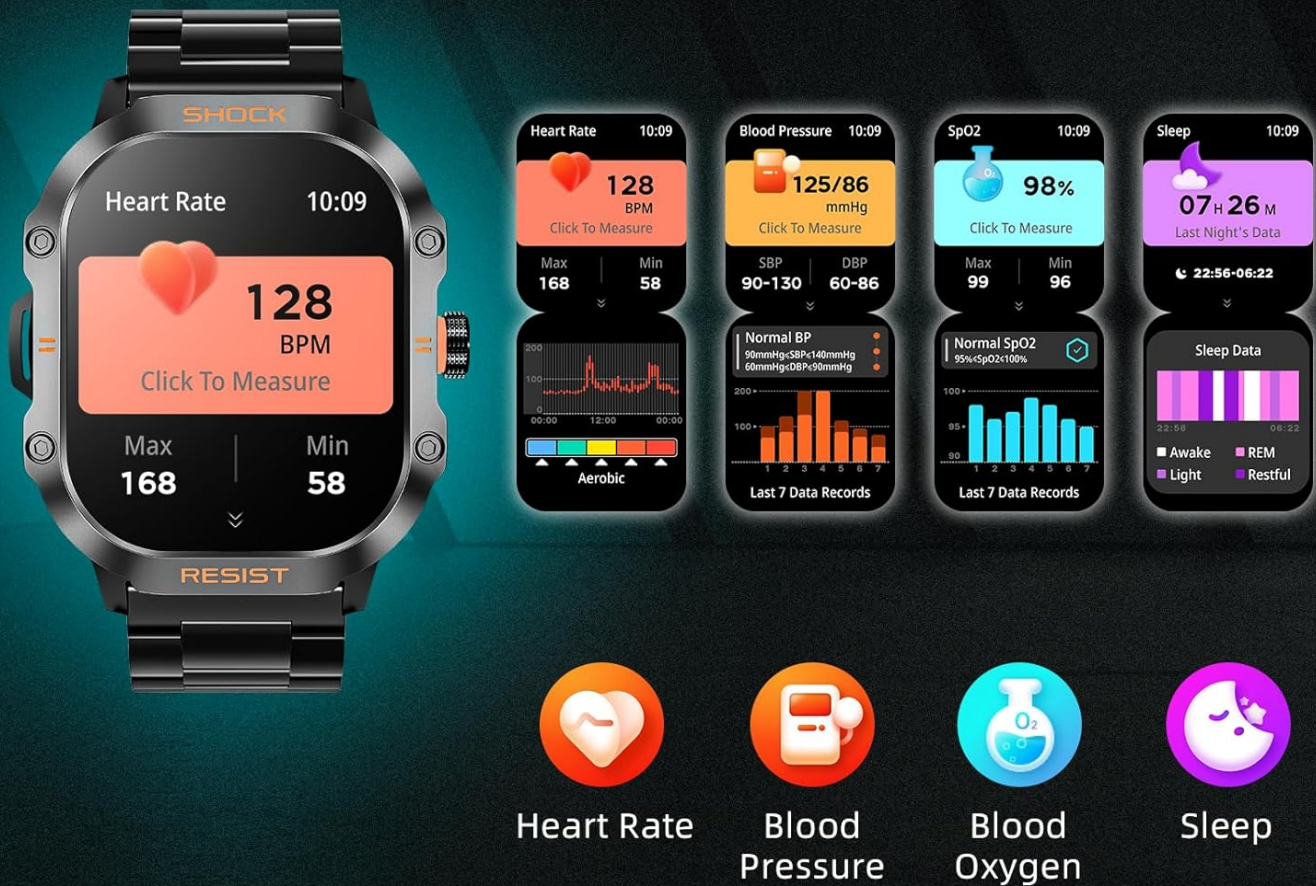 SHOCK
Heart Rate 10:09
128
BPM
Click To Measure
Max Min
168 58
RESIST
Heart Rate 10:09
128
BPM
Click To Measure
Max Min
168 58
200
100
0
00:00 12:00 00:00
Aerobic
Blood Pressure 10:09
125/86
mmHg
Click To Measure
SBP DBP
90-130 60-86
Normal BP
90mmHg<SBP<140mmHg
60mmHg<DBP<90mmHg
200
100
1 2 3 4 5 6 7
Last 7 Data Records
SpO2 10:09
O2
98%
Click To Measure
Max Min
99 96
Normal SpO2
95%<SpO2<100%
100
95
90
1 2 3 4 5 6 7
Last 7 Data Records
Sleep 10:09
07H26M
Last Night's Data
22:56-06:22
Sleep Data
22:56 06:22
Awake REM
Light Restful
O2
Heart Rate
Blood
Pressure
Blood
Oxygen
Sleep